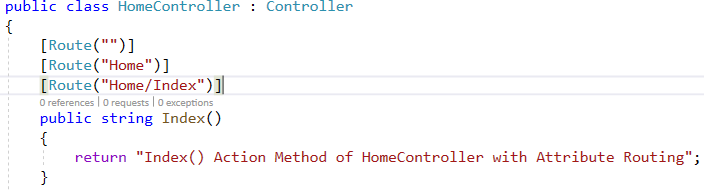 public class HomeController : Controller
{
[Route("")]
[Route("Home")]
[Route("Home/Index")]
0 references | 0 requests | 0 exceptions
public string Index()
{
return "Index() Action Method of HomeController with Attribute Routing";
}